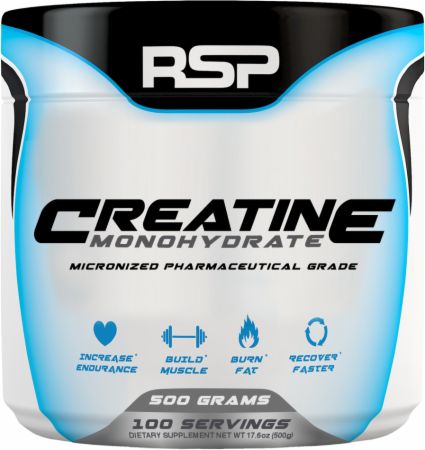 RSP
CREATINE
MONOHYDRATE
MICRONIZED PHARMACEUTICAL GRADE
INCREASE*
ENDURANCE
BUILD*
MUSCLE
BURN*
FAT
RECOVER*
FASTER
500 GRAMS
100 SERVINGS
DIETARY SUPPLEMENT NET WT 17.6oz (500g)